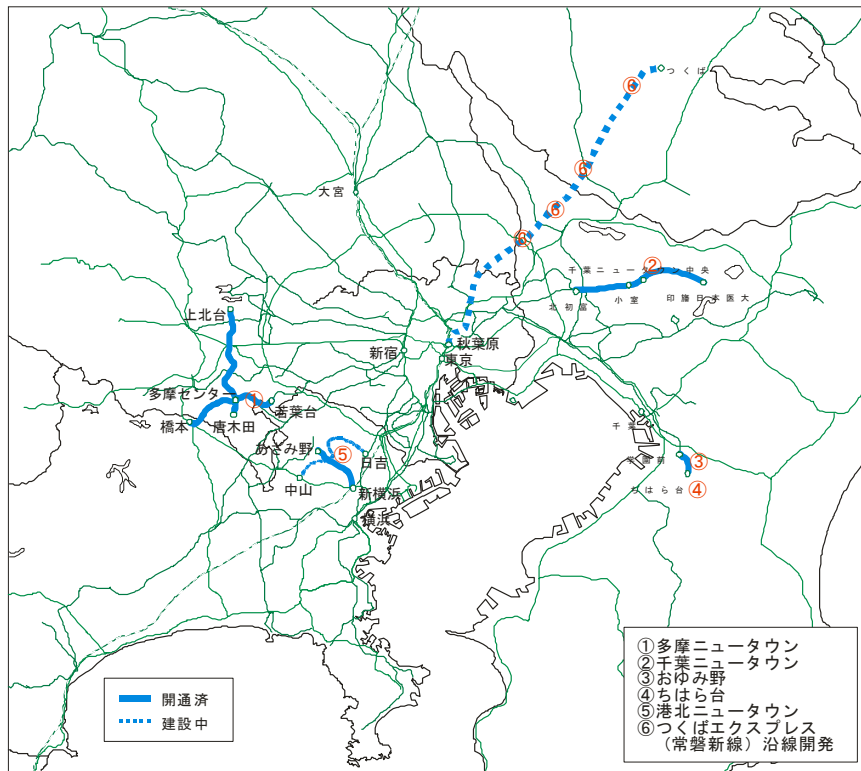 ⑥
つくば
⑥
大宮
⑥
⑥
千葉ニュータウン中央
②
北初富
小室
印旛日本医大
上北台
新宿
秋葉原
東京
多摩センター
①
若葉台
橋本
唐木田
千葉
あざみ野
⑤
日吉
学園前
③
中山
新横浜
ちはら台
④
横浜
①多摩ニュータウン
②千葉ニュータウン
③おゆみ野
④ちはら台
⑤港北ニュータウン
⑥つくばエクスプレス
(常磐新線)沿線開発
開通済
建設中